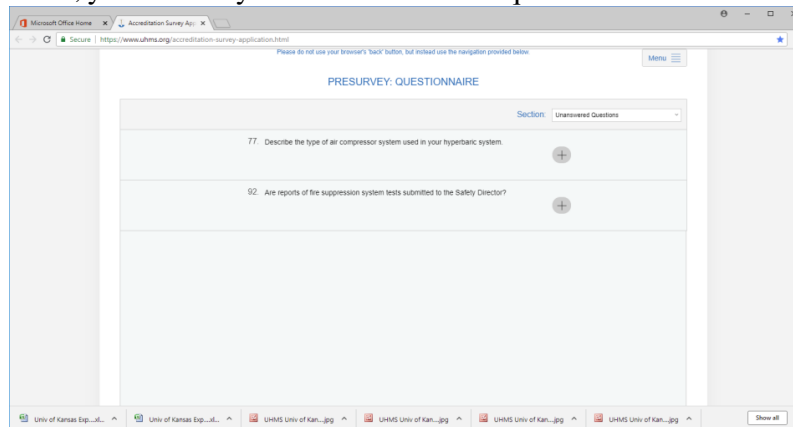 Microsoft Office Home
Accreditation Survey App
Secure | https://www.uhms.org/accreditation-survey-application.html
Please do not use your browser's 'back' button, but instead use the navigation provided below.
Menu
PRESURVEY: QUESTIONNAIRE
Section: Unanswered Questions
77. Describe the type of air compressor system used in your hyperbaric system.
92. Are reports of fire suppression system tests submitted to the Safety Director?
Univ of Kansas Exp....xl... Univ of Kansas Exp....xl... UHMS Univ of Kan....jpg UHMS Univ of Kan....jpg UHMS Univ of Kan....jpg UHMS Univ of Kan....jpg Show all